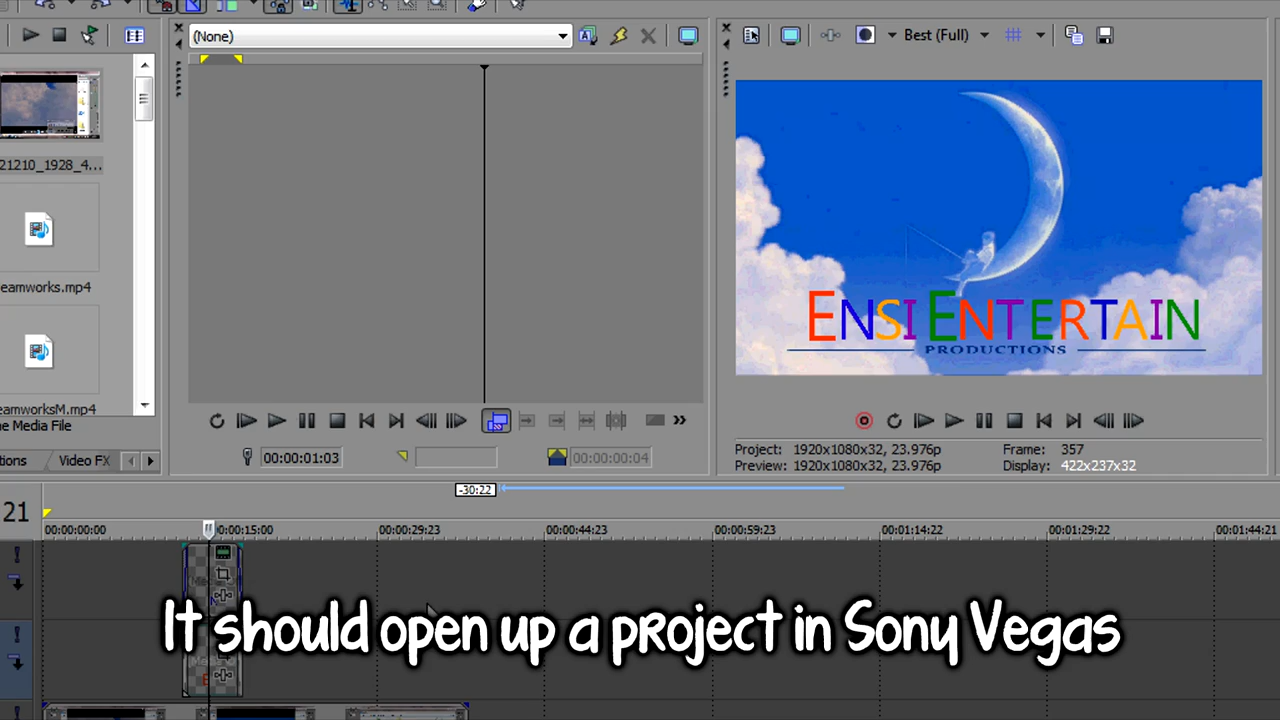 (None)
Best (Full)
21210_1928_4...
eamworks.mp4
eamworksM.mp4
e Media File
tions
Video FX
ENSI ENTERTAIN
PRODUCTIONS
00:00:01:03
00:00:00:04
Project: 1920x1080x32, 23.976p
Frame: 357
Preview: 1920x1080x32, 23.976p
Display: 422x237x32
-30:22
21
00:00:00:00
0:00:15:00
00:00:29:23
00:00:44:23
00:00:59:23
00:01:14:22
00:01:29:22
00:01:44:21
It should open up a project in Sony Vegas